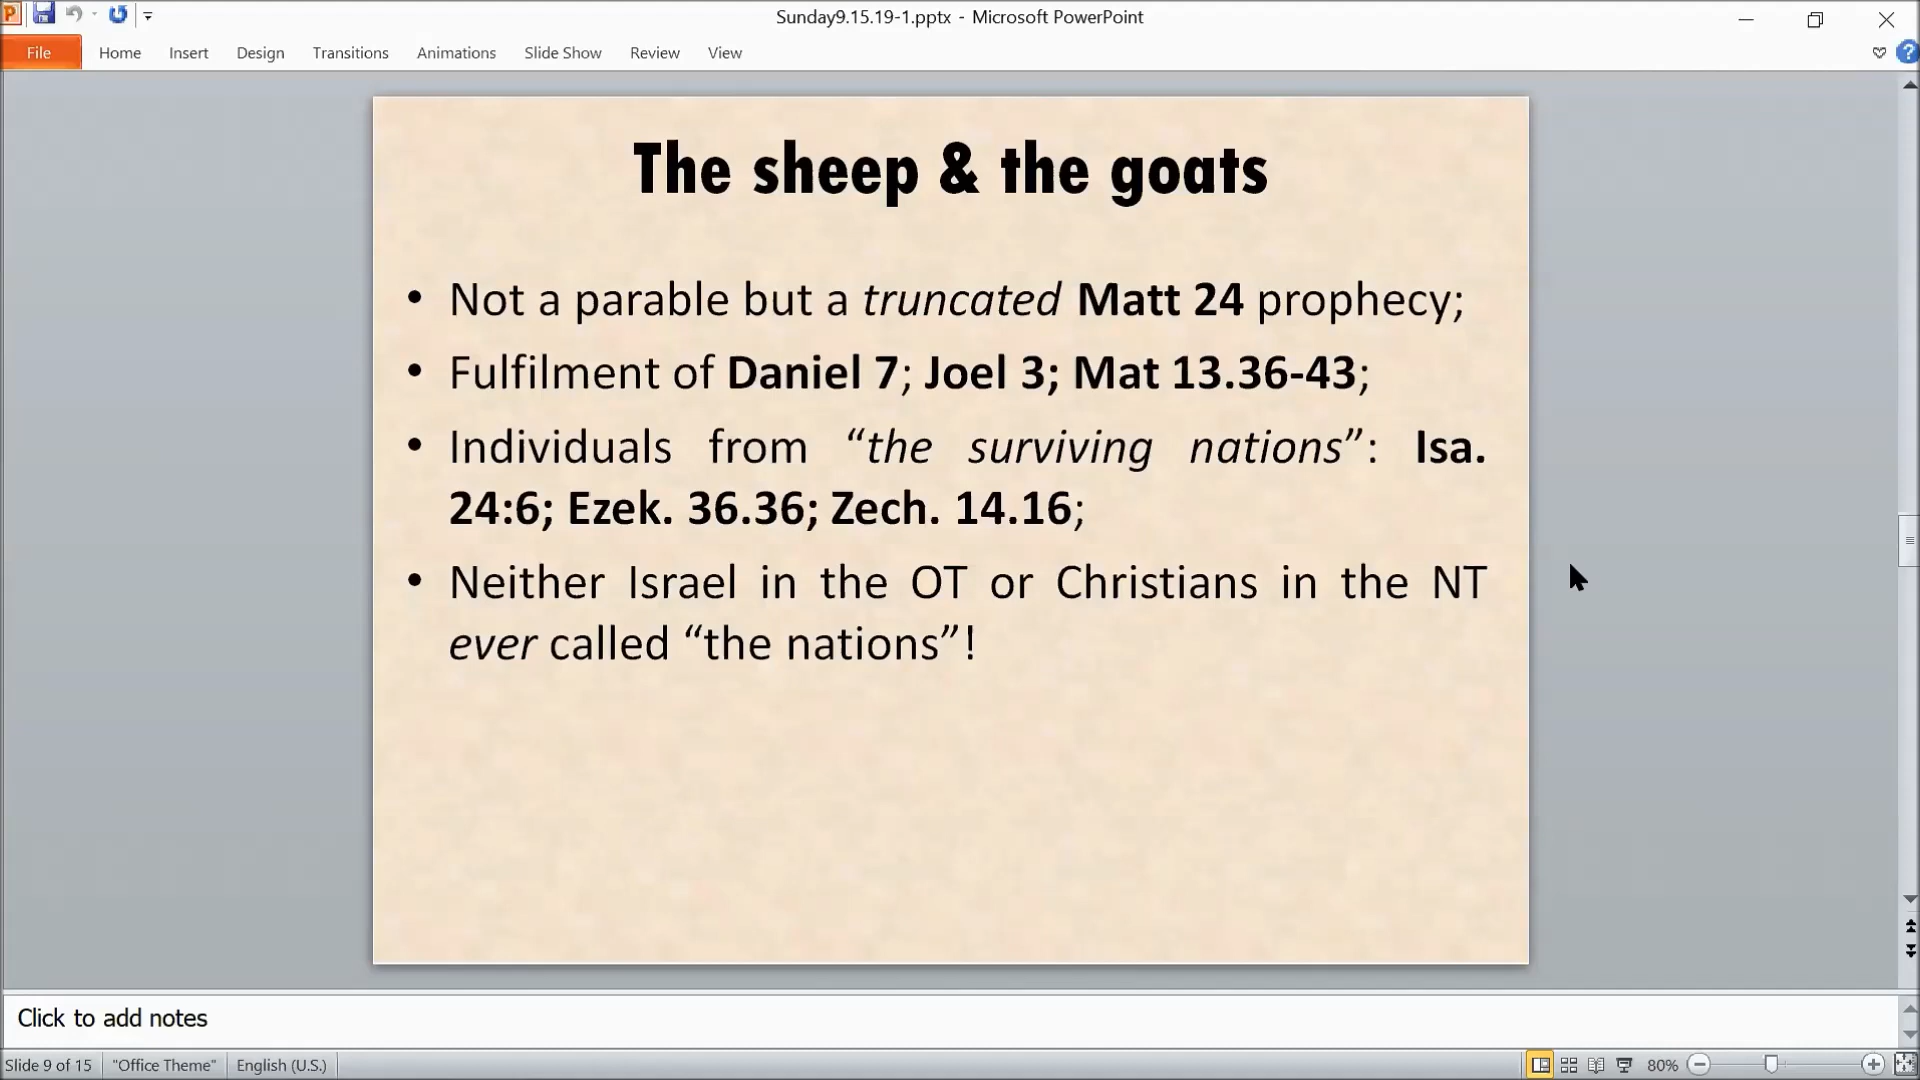 Sunday9.15.19-1.pptx - Microsoft PowerPoint
File Home Insert Design Transitions Animations Slide Show Review View
The sheep & the goats
• Not a parable but a truncated Matt 24 prophecy;
• Fulfilment of Daniel 7; Joel 3; Mat 13.36-43;
• Individuals from “the surviving nations”: Isa.
24:6; Ezek. 36.36; Zech. 14.16;
• Neither Israel in the OT or Christians in the NT
ever called “the nations”!
Click to add notes
Slide 9 of 15 "Office Theme" English (U.S.) 80%